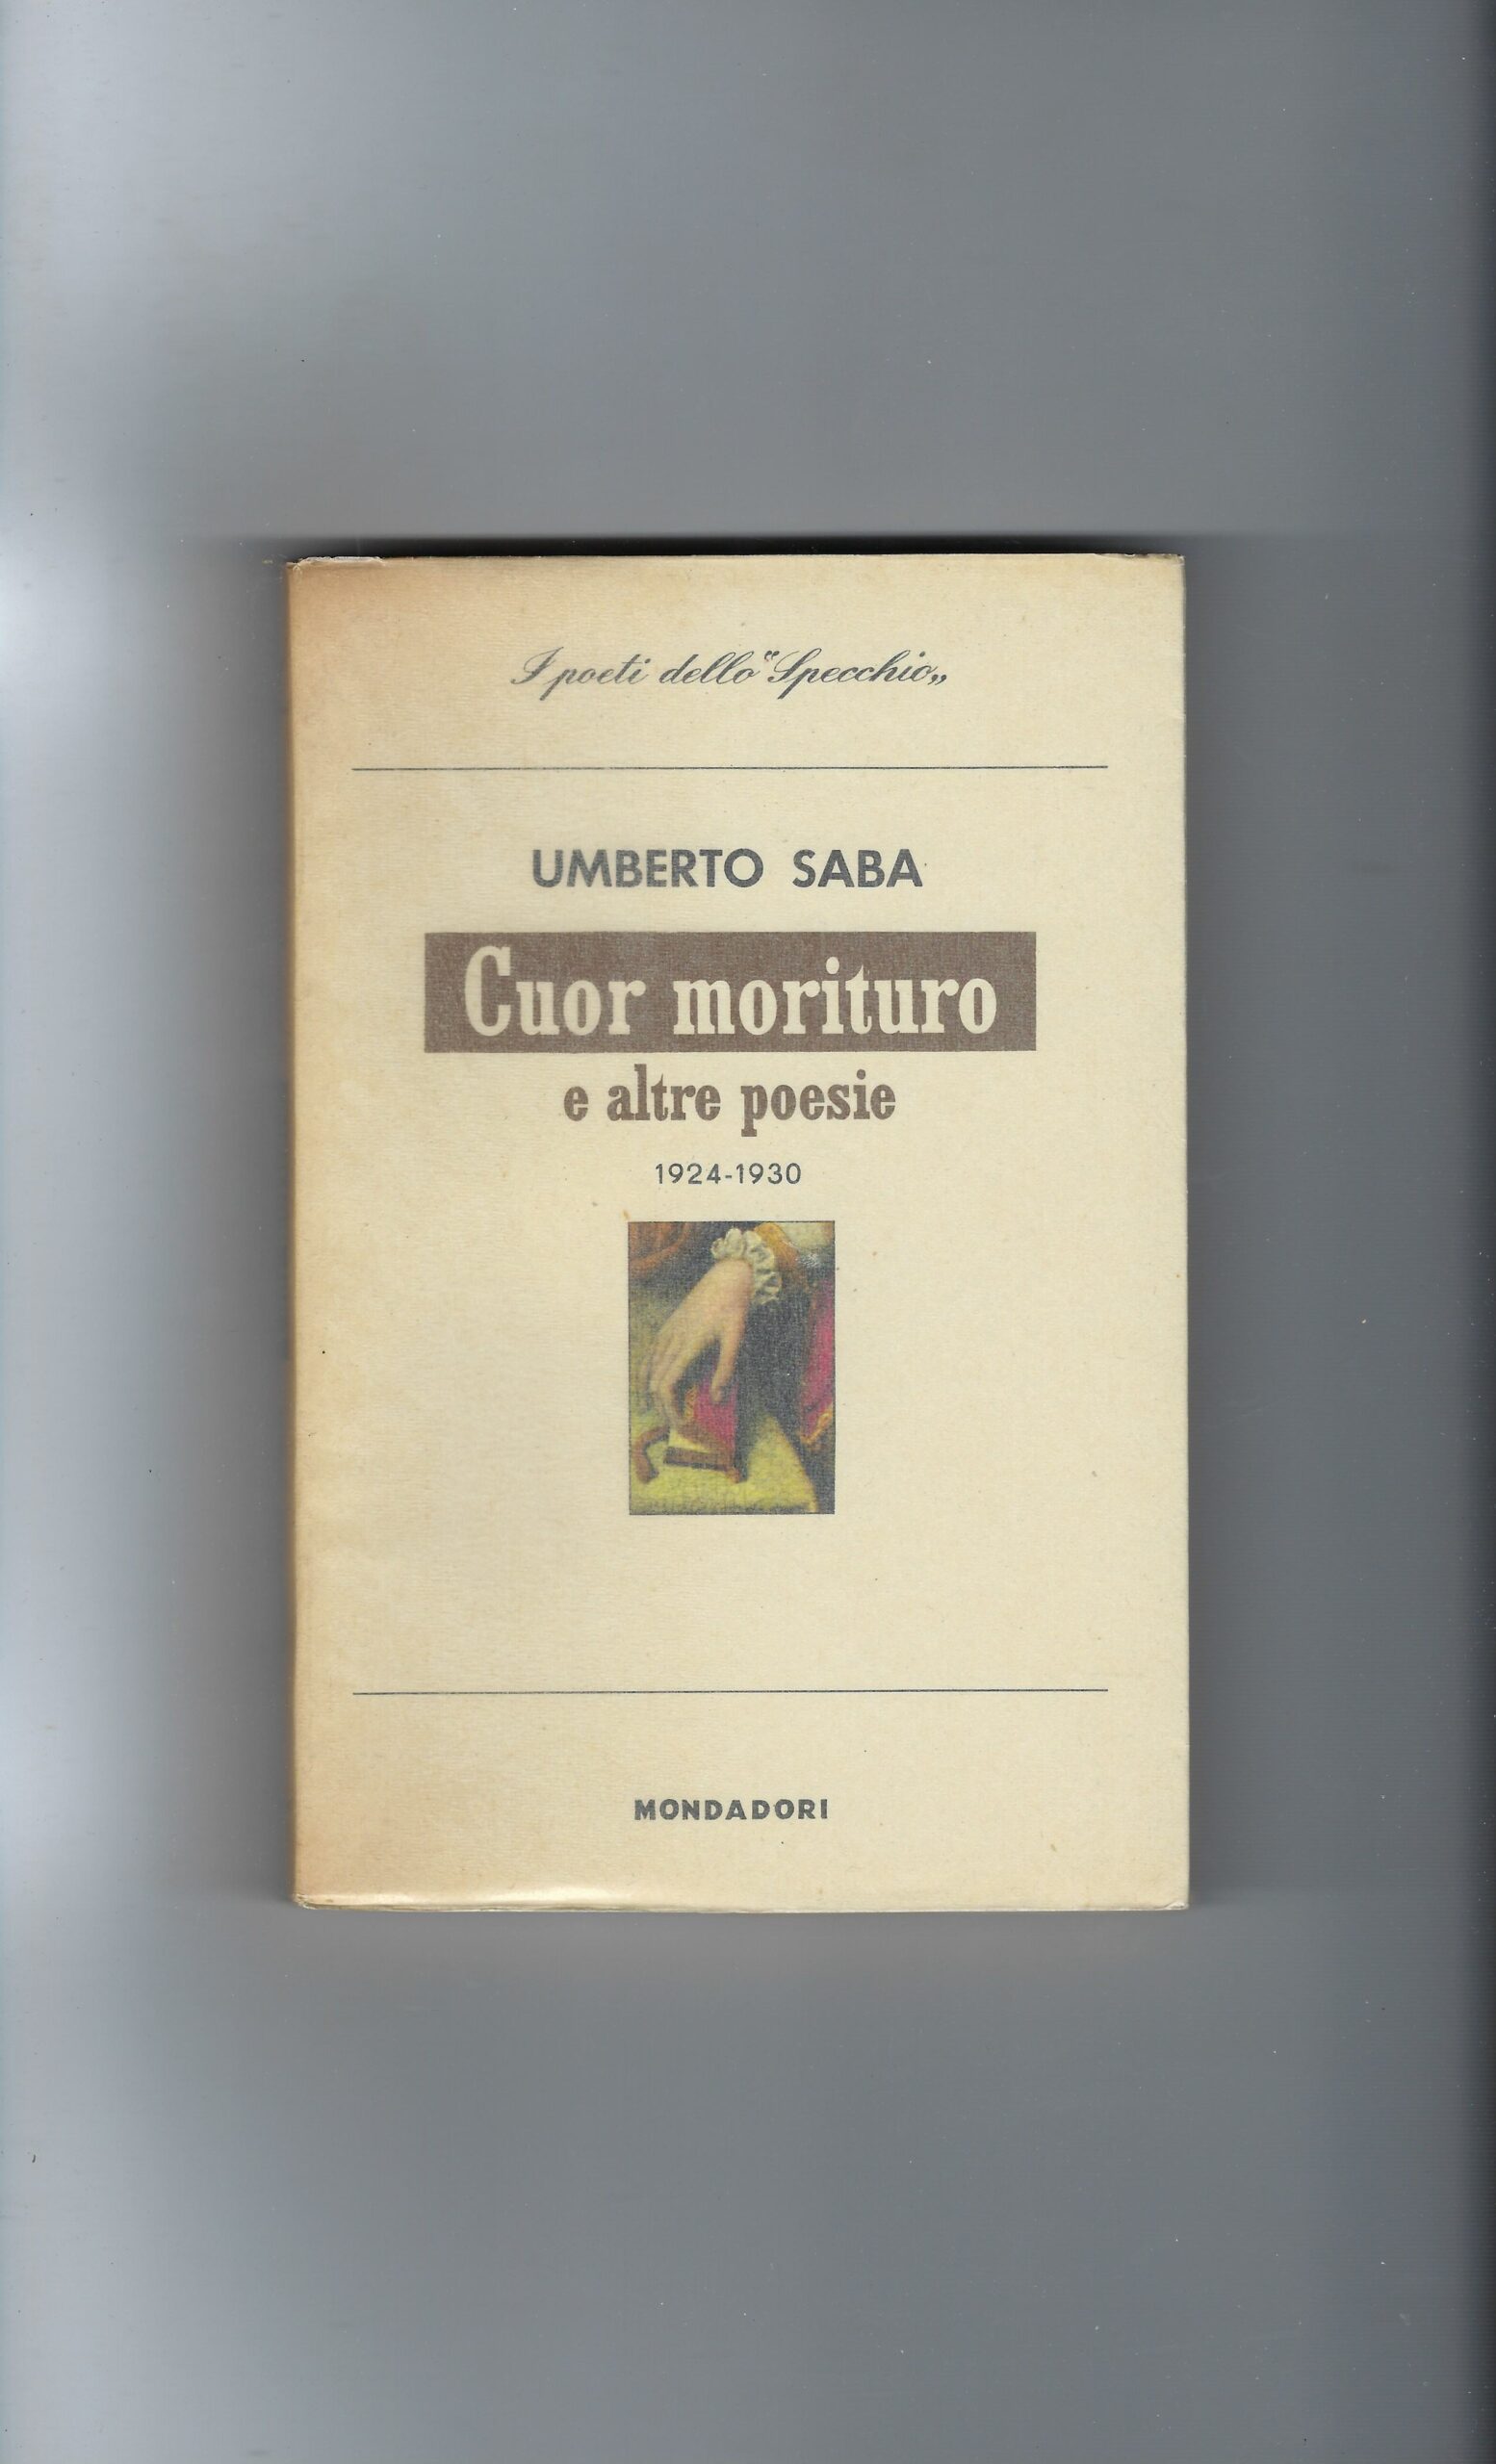 I poeti dello "Specchio„
UMBERTO SABA
Cuor morituro
e altre poesie
1924-1930
MONDADORI